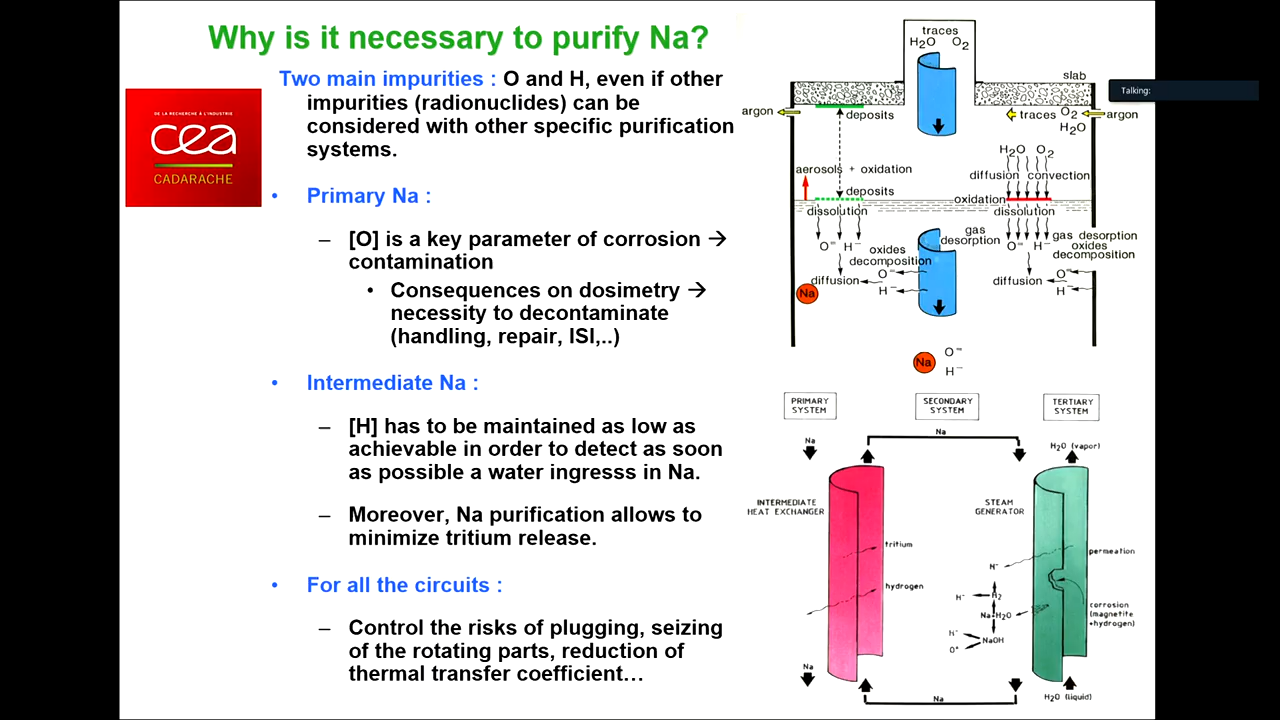 Why is it necessary to purify Na?
DE LA RECHERCHE À L'INDUSTRIE
cea
CADARACHE
Two main impurities : O and H, even if other
impurities (radionuclides) can be
considered with other specific purification
systems.
• Primary Na :
– [O] is a key parameter of corrosion →
contamination
• Consequences on dosimetry →
necessity to decontaminate
(handling, repair, ISI,..)
• Intermediate Na :
– [H] has to be maintained as low as
achievable in order to detect as soon
as possible a water ingresss in Na.
– Moreover, Na purification allows to
minimize tritium release.
• For all the circuits :
– Control the risks of plugging, seizing
of the rotating parts, reduction of
thermal transfer coefficient…
traces
H2O O2
slab
Talking:
argon
deposits
traces O2
H2O
argon
H2O O2
aerosols + oxidation
diffusion convection
deposits
oxidation
dissolution
dissolution
gas
desorption
O= H-
oxides
decomposition
O= H-
gas desorption
oxides
decomposition
diffusion
O=
H-
diffusion
O=
H-
Na
Na
O=
H-
PRIMARY
SYSTEM
SECONDARY
SYSTEM
TERTIARY
SYSTEM
Na
Na
H2O (vapor)
INTERMEDIATE
HEAT EXCHANGER
STEAM
GENERATOR
tritium
permeation
H-
hydrogen
H-
H2
Na+H2O
corrosion
(magnetite
+hydrogen)
H-
NaOH
O=
Na
Na
H2O (liquid)